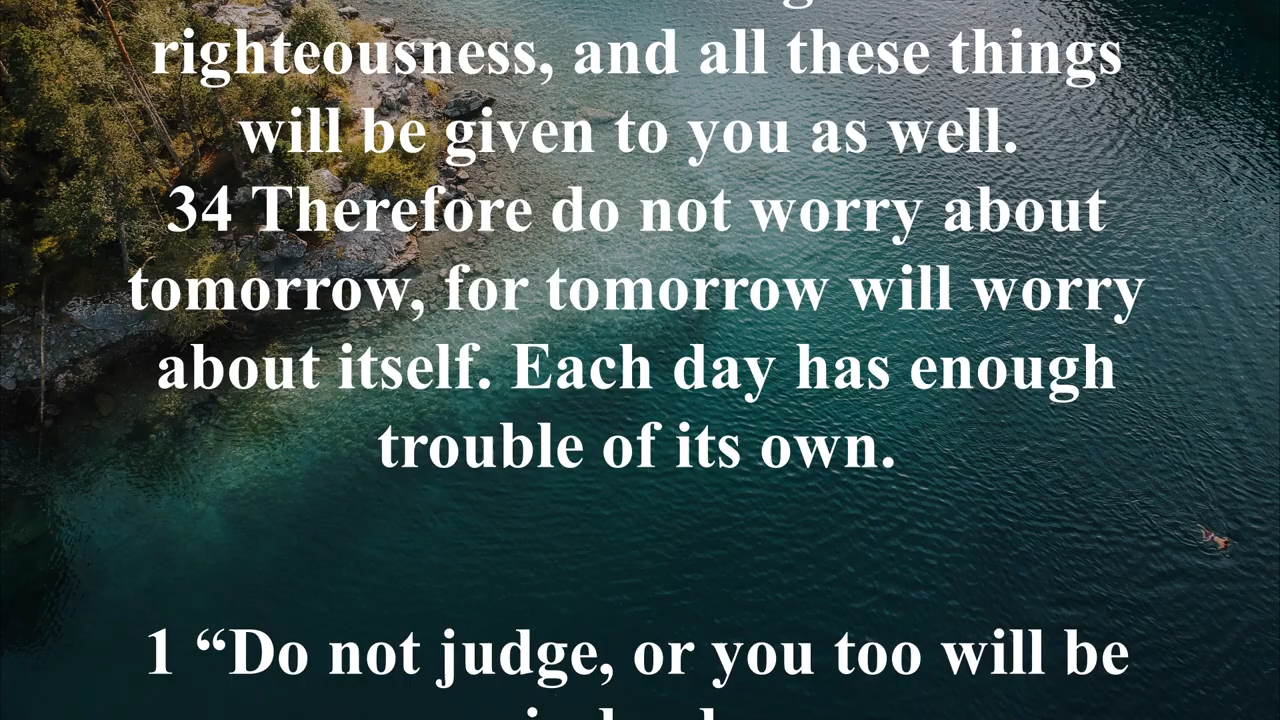 righteousness, and all these things
will be given to you as well.
34 Therefore do not worry about
tomorrow, for tomorrow will worry
about itself. Each day has enough
trouble of its own.
1 “Do not judge, or you too will be